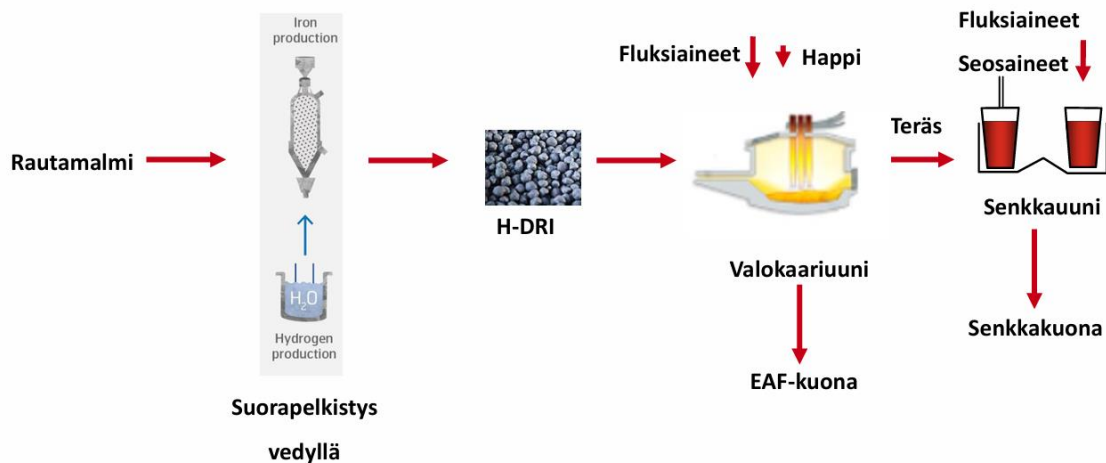 Rautamalmi
Iron
production
H₂O
Hydrogen
production
Suorapelkistys
vedyllä
H-DRI
Fluksiaineet
Happi
Valokaariuuni
EAF-kuona
Teräs
Fluksiaineet
Seosaineet
Senkkauuni
Senkkakuona